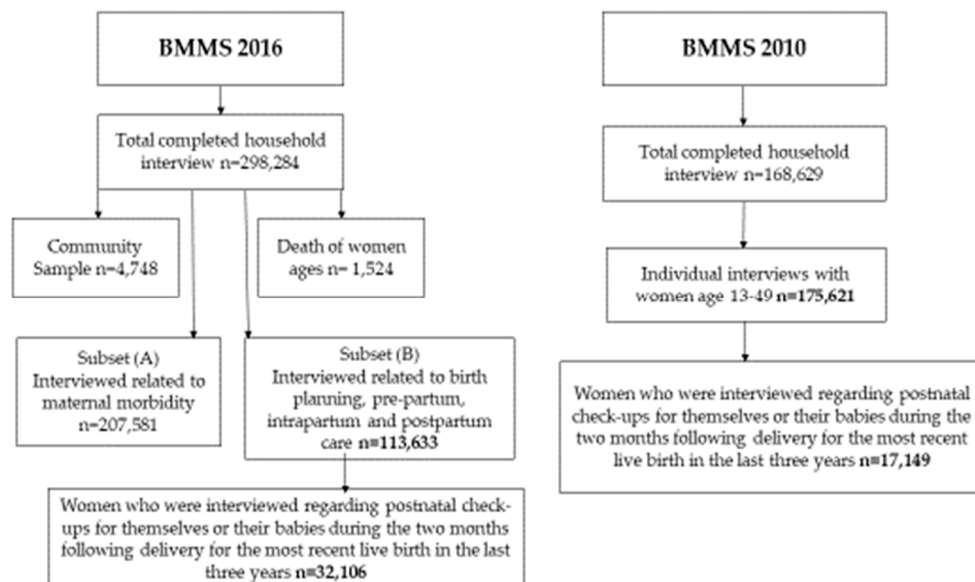 BMMS 2016
Total completed household
interview n=298,284
Community
Sample n=4,748
Death of women
ages n= 1,524
Subset (A)
Interviewed related to
maternal morbidity
n=207,581
Subset (B)
Interviewed related to birth
planning, pre-partum,
intrapartum and postpartum
care n=113,633
Women who were interviewed regarding postnatal check-
ups for themselves or their babies during the two months
following delivery for the most recent live birth in the last
three years n=32,106
BMMS 2010
Total completed household
interview n=168,629
Individual interviews with
women age 13-49 n=175,621
Women who were interviewed regarding postnatal
check-ups for themselves or their babies during the
two months following delivery for the most recent
live birth in the last three years n=17,149